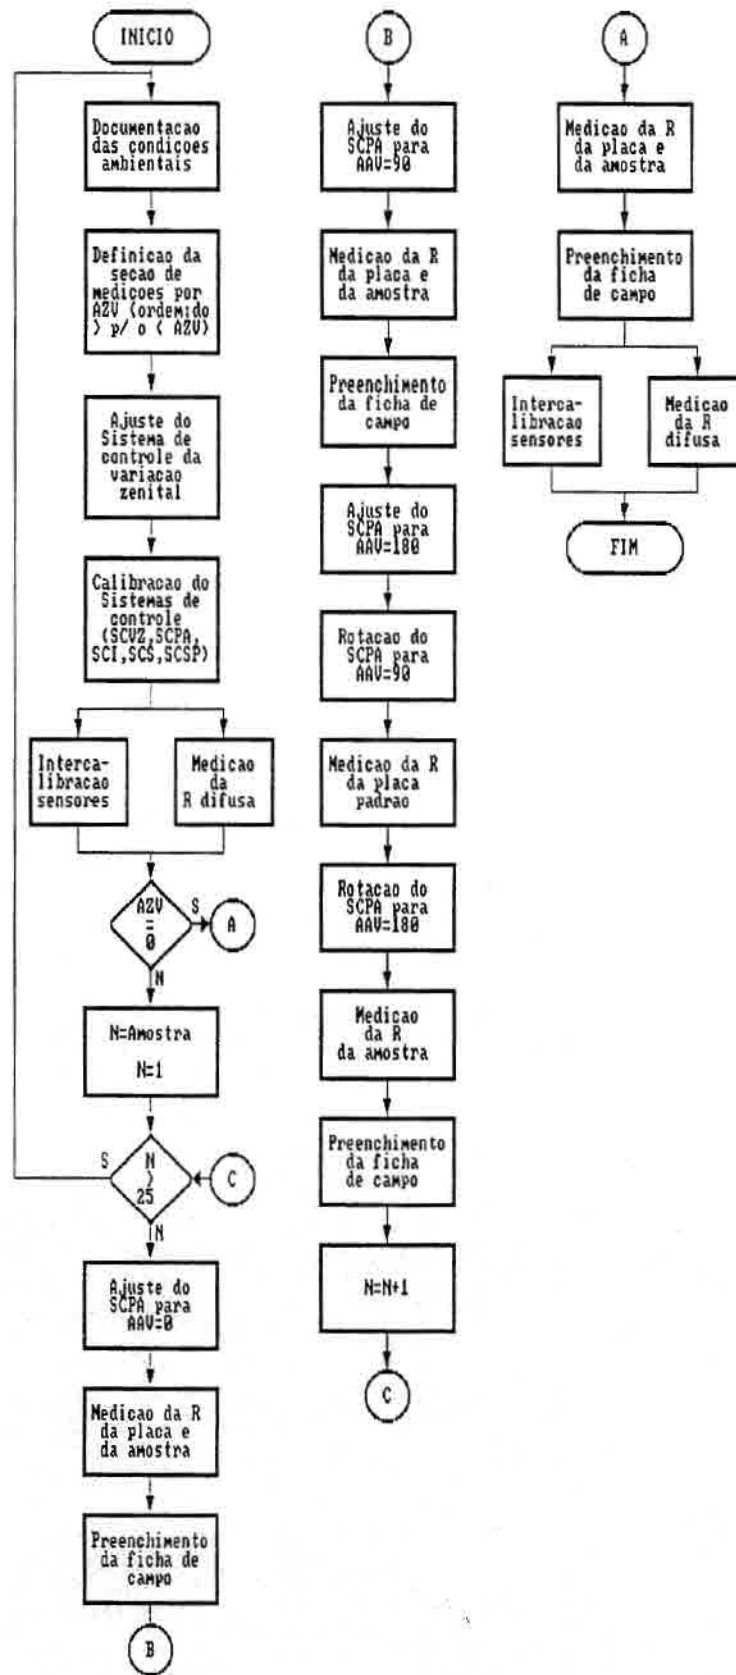 INICIO
Documentacao
das condiçoes
ambientais
Definicao da
secao de
mediçoes por
AZV (ordem:do
> p/ o < AZV)
Ajuste do
Sistema de
controle da
variacao
zenital
Calibracao do
Sistemas de
controle
(SCVZ,SCPA,
SCI,SCS,SCSP)
Interca-
libracao
sensores
Medicao
da
R difusa
AZV
=
0
S
A
N
N=Amostra
N=1
S
N
>
25
C
N
Ajuste do
SCPA para
AAV=0
Medicao da R
da placa e
da amostra
Preenchimento
da ficha de
campo
B
B
Ajuste do
SCPA para
AAV=90
Medicao da R
da placa e
da amostra
Preenchimento
da ficha de
campo
Ajuste do
SCPA para
AAV=180
Rotacao do
SCPA para
AAV=90
Medicao da R
da placa
padrao
Rotacao do
SCPA para
AAV=180
Medicao
da R
da amostra
Preenchimento
da ficha
de campo
N=N+1
C
A
Medicao da R
da placa e
da amostra
Preenchimento
da ficha
de campo
Interca-
libracao
sensores
Medicao
da R
difusa
FIM